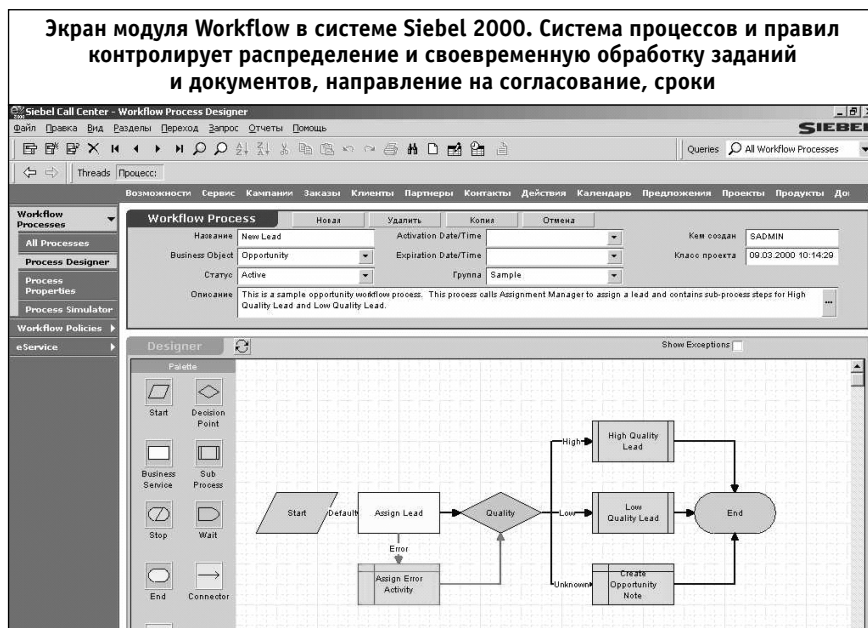 Экран модуля Workflow в системе Siebel 2000. Система процессов и правил
контролирует распределение и своевременную обработку заданий
и документов, направление на согласование, сроки
Siebel Call Center - Workflow Process Designer
Файл Правка Вид Разделы Переход Запрос Отчеты Помощь
SIEBEL
Queries All Workflow Processes
Threads Процесс:
Возможности Сервис Кампании Заказы Клиенты Партнеры Контакты Действия Календарь Предложения Проекты Продукты
Workflow Processes
All Processes
Process Designer
Process Properties
Process Simulator
Workflow Policies
eService
Workflow Process Новая Удалить Копия Отмена
Название New Lead Activation Date/Time Кем создан SADMIN
Business Object Opportunity Expiration Date/Time Класс проекта 09.03.2000 10:14:29
Статус Active Группа Sample
Описание This is a sample opportunity workflow process. This process calls Assignment Manager to assign a lead and contains sub-process steps for High
Quality Lead and Low Quality Lead.
Designer Show Exceptions
Palette
Start Decision Point
Business Service Sub Process
Stop Wait
End Connector
Start
Default
Assign Lead
Error
Assign Error Activity
Quality
High
High Quality Lead
Low
Low Quality Lead
Unknown
Create Opportunity Note
End